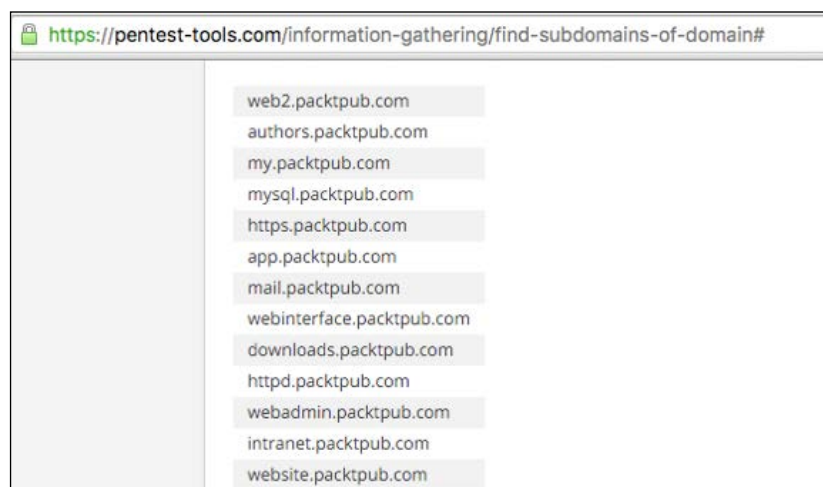 https://pentest-tools.com/information-gathering/find-subdomains-of-domain#
web2.packtpub.com
authors.packtpub.com
my.packtpub.com
mysql.packtpub.com
https.packtpub.com
app.packtpub.com
mail.packtpub.com
webinterface.packtpub.com
downloads.packtpub.com
httpd.packtpub.com
webadmin.packtpub.com
intranet.packtpub.com
website.packtpub.com